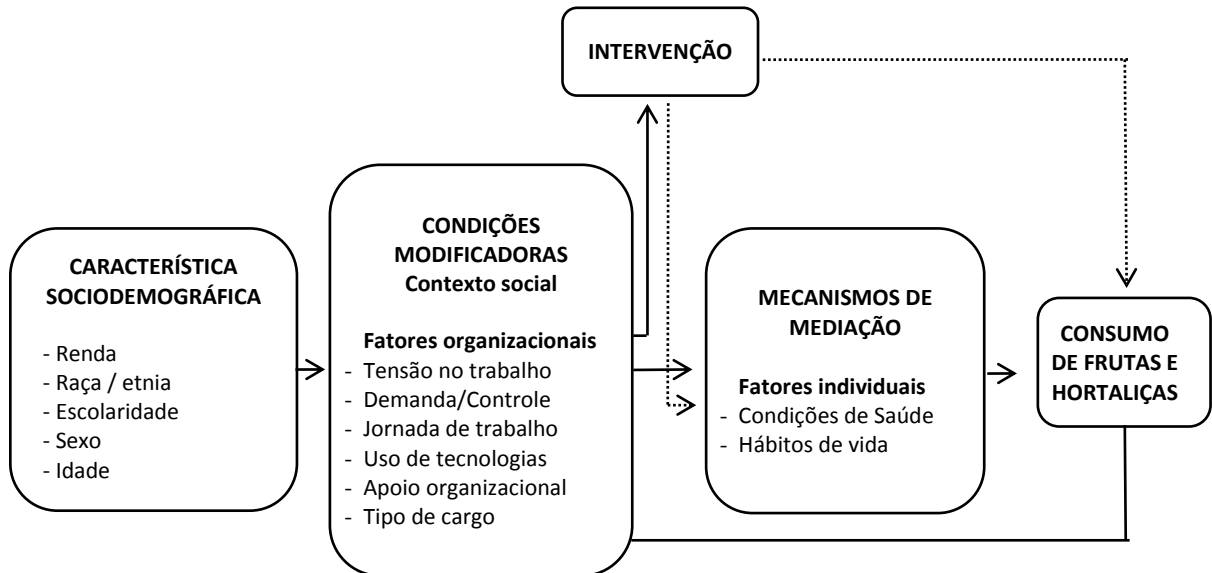 INTERVENÇÃO
CARACTERÍSTICA
SOCIODEMOGRÁFICA
- Renda
- Raça / etnia
- Escolaridade
- Sexo
- Idade
CONDIÇÕES
MODIFICADORAS
Contexto social
Fatores organizacionais
- Tensão no trabalho
- Demanda/Controle
- Jornada de trabalho
- Uso de tecnologias
- Apoio organizacional
- Tipo de cargo
MECANISMOS DE
MEDIAÇÃO
Fatores individuais
- Condições de Saúde
- Hábitos de vida
CONSUMO
DE FRUTAS E
HORTALIÇAS